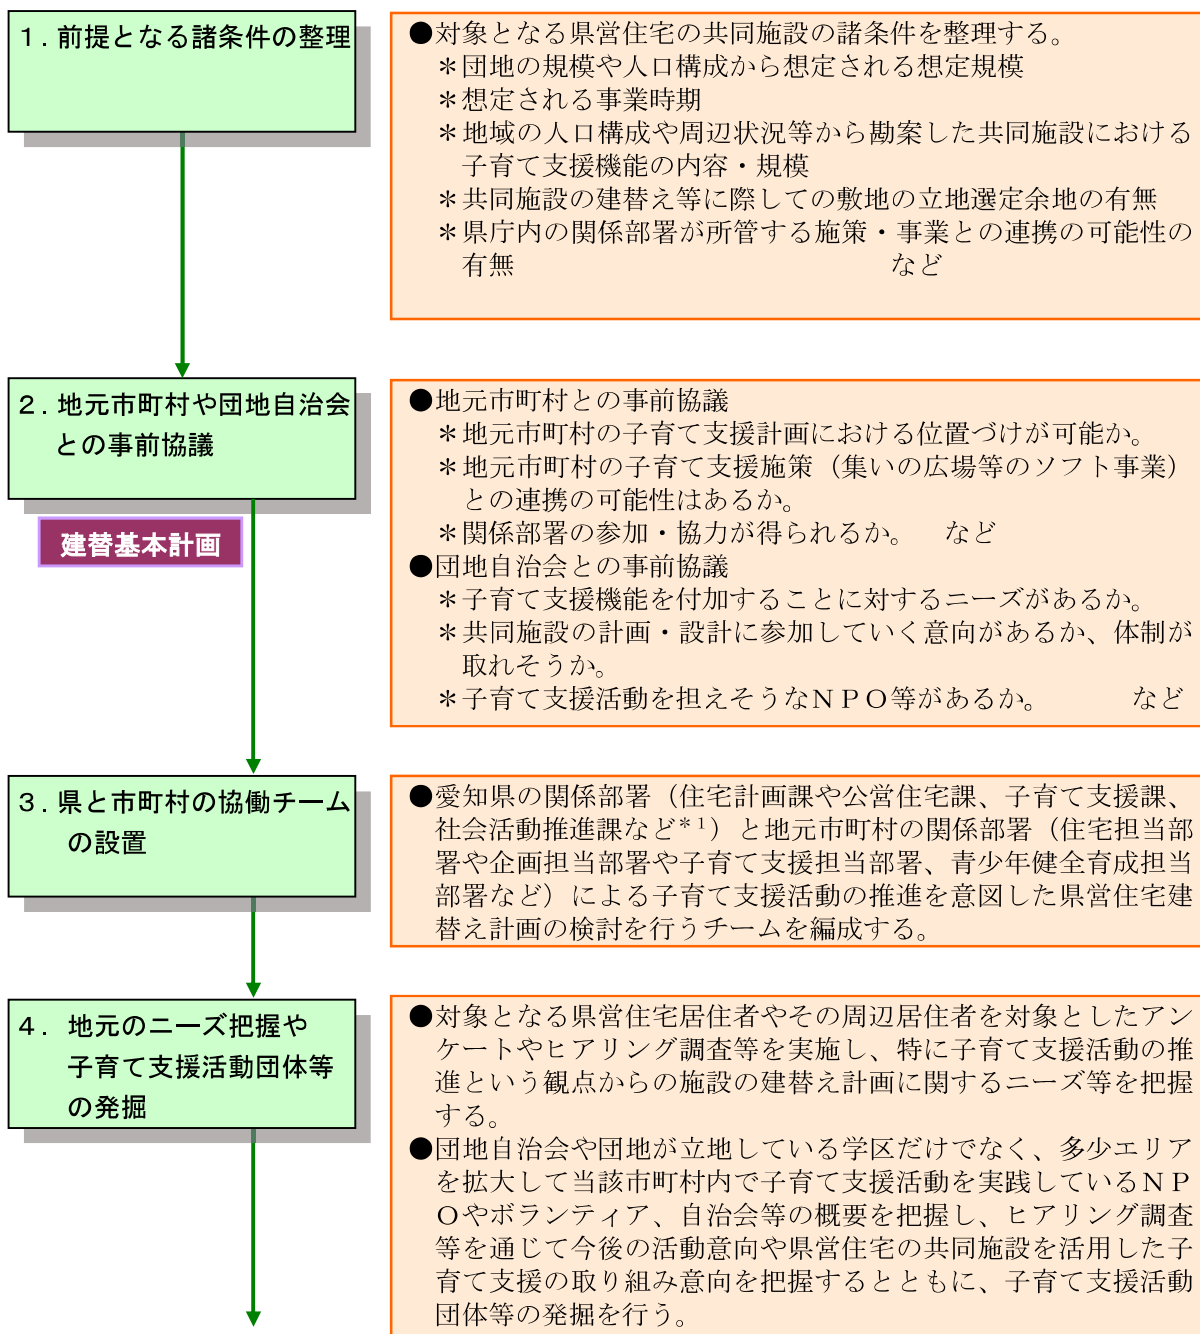 １. 前提となる諸条件の整理
●対象となる県営住宅の共同施設の諸条件を整理する。
＊団地の規模や人口構成から想定される想定規模
＊想定される事業時期
＊地域の人口構成や周辺状況等から勘案した共同施設における
子育て支援機能の内容・規模
＊共同施設の建替え等に際しての敷地の立地選定余地の有無
＊県庁内の関係部署が所管する施策・事業との連携の可能性の
有無　など
２. 地元市町村や団地自治会
との事前協議
建替基本計画
●地元市町村との事前協議
＊地元市町村の子育て支援計画における位置づけが可能か。
＊地元市町村の子育て支援施策（集いの広場等のソフト事業）
との連携の可能性はあるか。
＊関係部署の参加・協力が得られるか。　など
●団地自治会との事前協議
＊子育て支援機能を付加することに対するニーズがあるか。
＊共同施設の計画・設計に参加していく意向があるか、体制が
取れそうか。
＊子育て支援活動を担えそうなＮＰＯ等があるか。　など
３. 県と市町村の協働チーム
の設置
●愛知県の関係部署（住宅計画課や公営住宅課、子育て支援課、
社会活動推進課など*1）と地元市町村の関係部署（住宅担当部
署や企画担当部署や子育て支援担当部署、青少年健全育成担当
部署など）による子育て支援活動の推進を意図した県営住宅建
替え計画の検討を行うチームを編成する。
４. 地元のニーズ把握や
子育て支援活動団体等
の発掘
●対象となる県営住宅居住者やその周辺居住者を対象としたアン
ケートやヒアリング調査等を実施し、特に子育て支援活動の推
進という観点からの施設の建替え計画に関するニーズ等を把握
する。
●団地自治会や団地が立地している学区だけでなく、多少エリア
を拡大して当該市町村内で子育て支援活動を実践しているＮＰ
Ｏやボランティア、自治会等の概要を把握し、ヒアリング調査
等を通じて今後の活動意向や県営住宅の共同施設を活用した子
育て支援の取り組み意向を把握するとともに、子育て支援活動
団体等の発掘を行う。